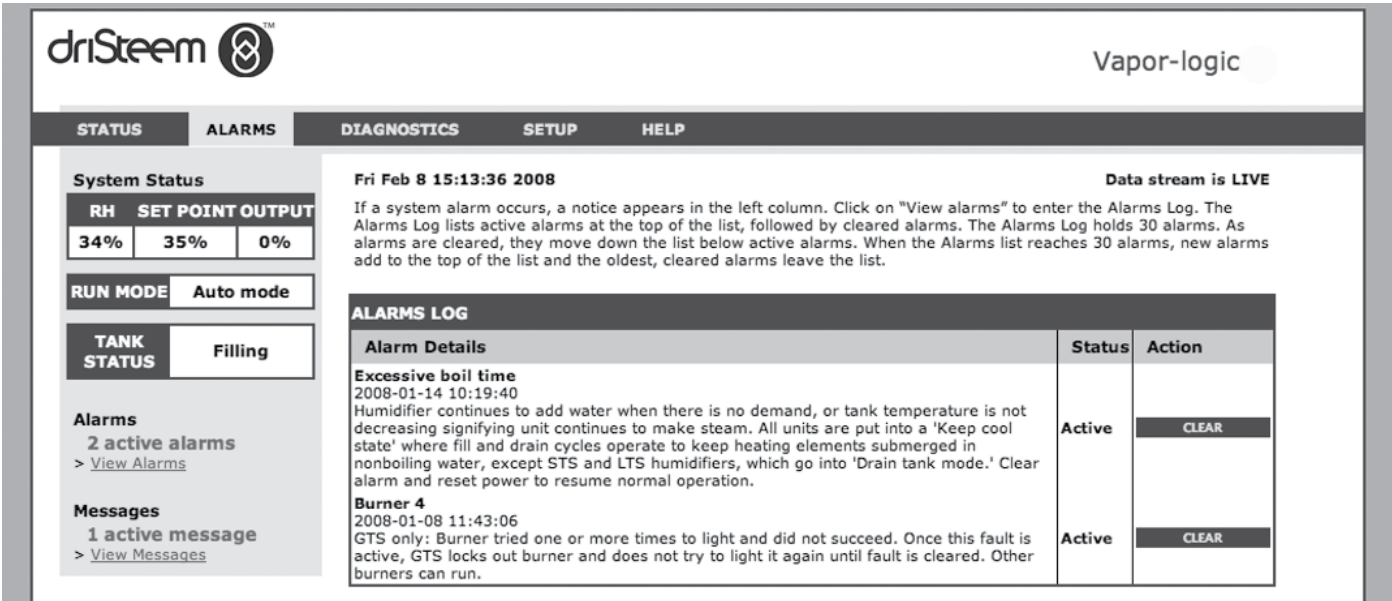 driSteem ™
Vapor-logic
STATUS ALARMS DIAGNOSTICS SETUP HELP
System Status
RH SET POINT OUTPUT
34% 35% 0%
RUN MODE Auto mode
TANK STATUS Filling
Alarms
2 active alarms
> View Alarms
Messages
1 active message
> View Messages
Fri Feb 8 15:13:36 2008 Data stream is LIVE
If a system alarm occurs, a notice appears in the left column. Click on “View alarms” to enter the Alarms Log. The
Alarms Log lists active alarms at the top of the list, followed by cleared alarms. The Alarms Log holds 30 alarms. As
alarms are cleared, they move down the list below active alarms. When the Alarms list reaches 30 alarms, new alarms
add to the top of the list and the oldest, cleared alarms leave the list.
ALARMS LOG
Alarm Details Status Action
Excessive boil time
2008-01-14 10:19:40
Humidifier continues to add water when there is no demand, or tank temperature is not
decreasing signifying unit continues to make steam. All units are put into a 'Keep cool
state' where fill and drain cycles operate to keep heating elements submerged in
nonboiling water, except STS and LTS humidifiers, which go into 'Drain tank mode.' Clear
alarm and reset power to resume normal operation.
Active CLEAR
Burner 4
2008-01-08 11:43:06
GTS only: Burner tried one or more times to light and did not succeed. Once this fault is
active, GTS locks out burner and does not try to light it again until fault is cleared. Other
burners can run.
Active CLEAR